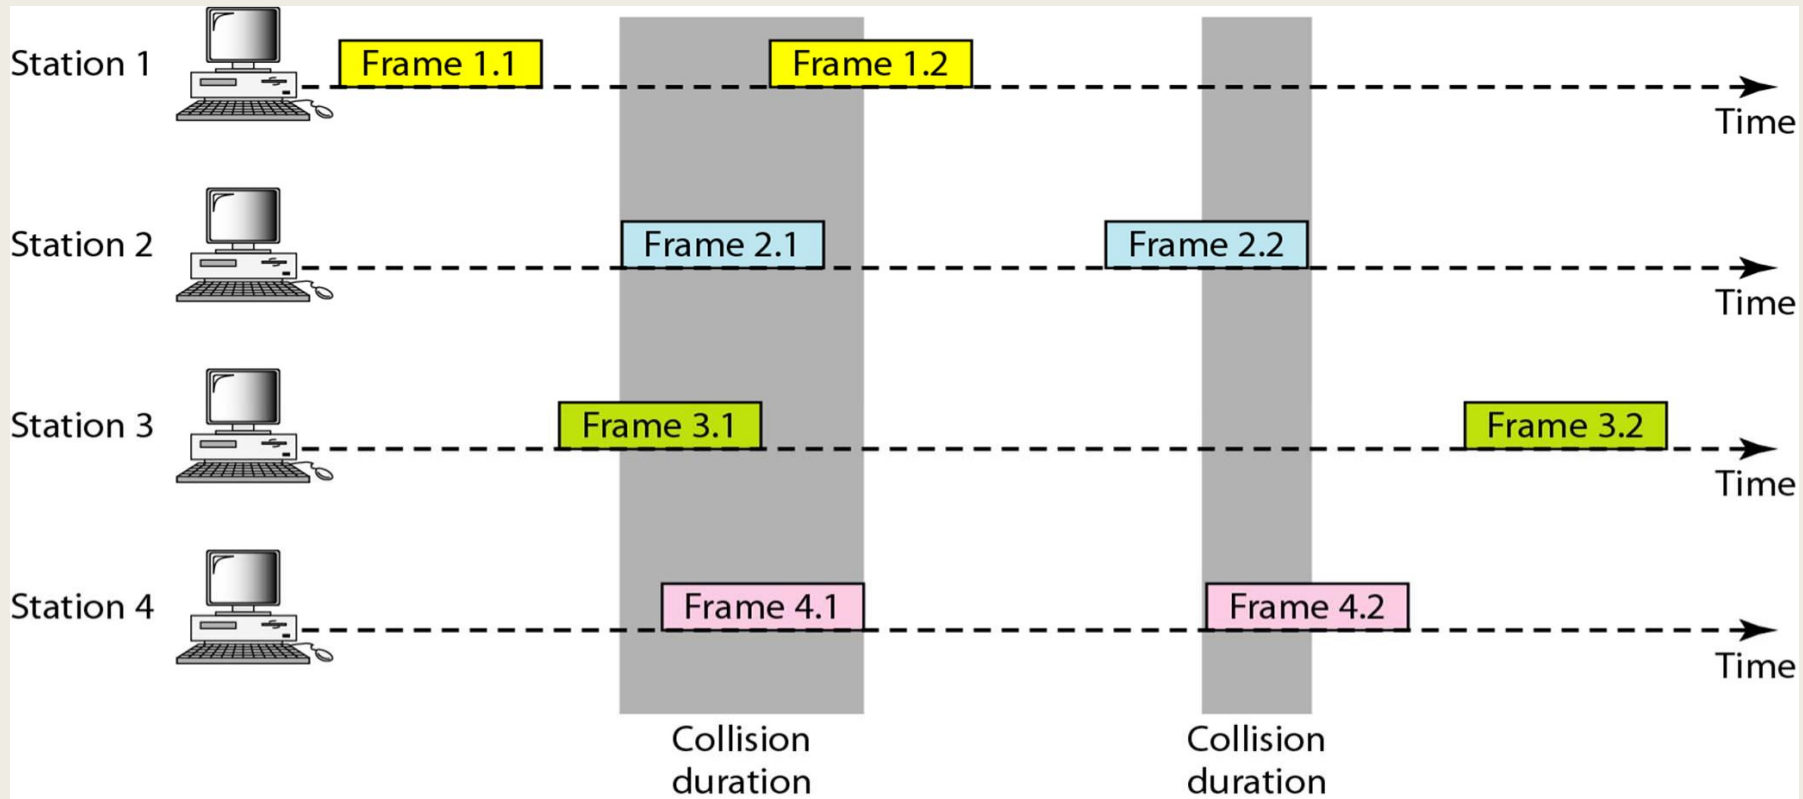 Station 1
Frame 1.1
Frame 1.2
Time
Station 2
Frame 2.1
Frame 2.2
Time
Station 3
Frame 3.1
Frame 3.2
Time
Station 4
Frame 4.1
Frame 4.2
Time
Collision
duration
Collision
duration